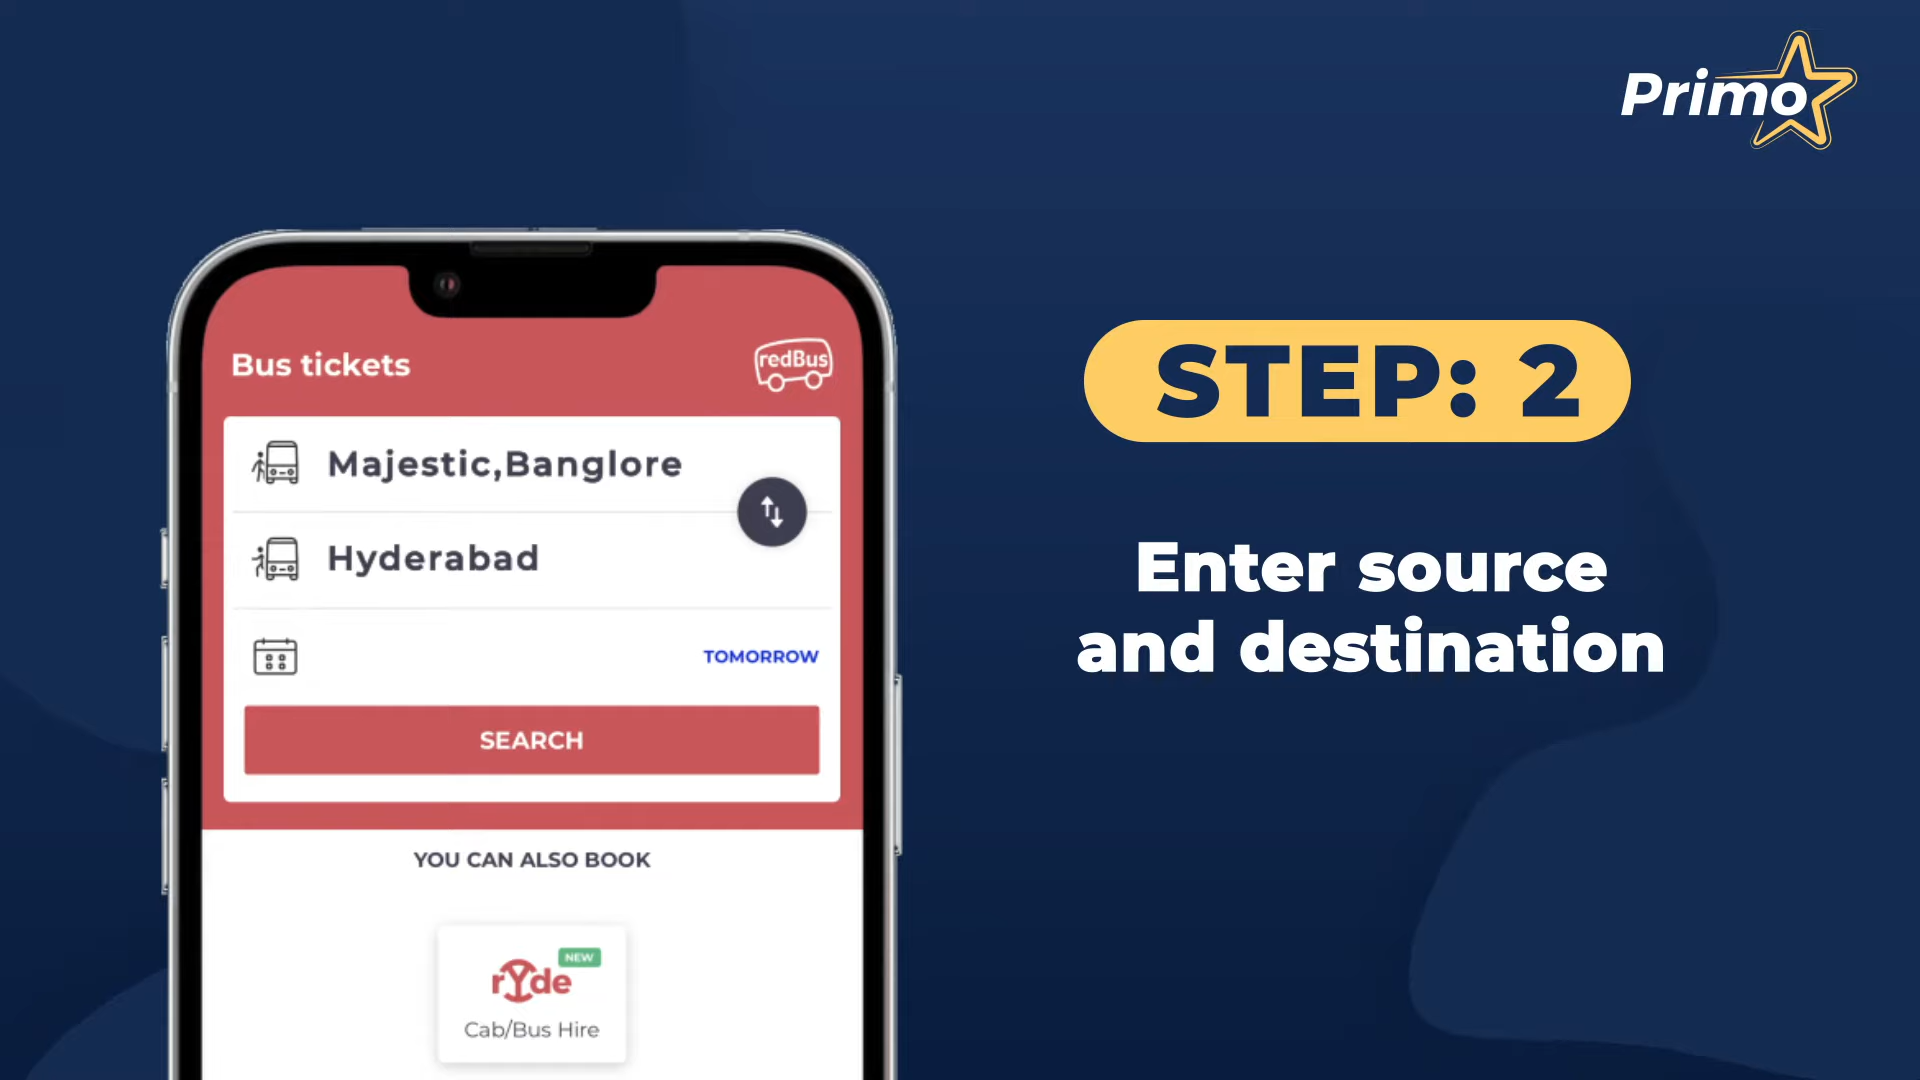 Primo
Bus tickets
redBus
Majestic,Banglore
Hyderabad
TOMORROW
SEARCH
YOU CAN ALSO BOOK
NEW
rYde
Cab/Bus Hire
STEP: 2
Enter source
and destination